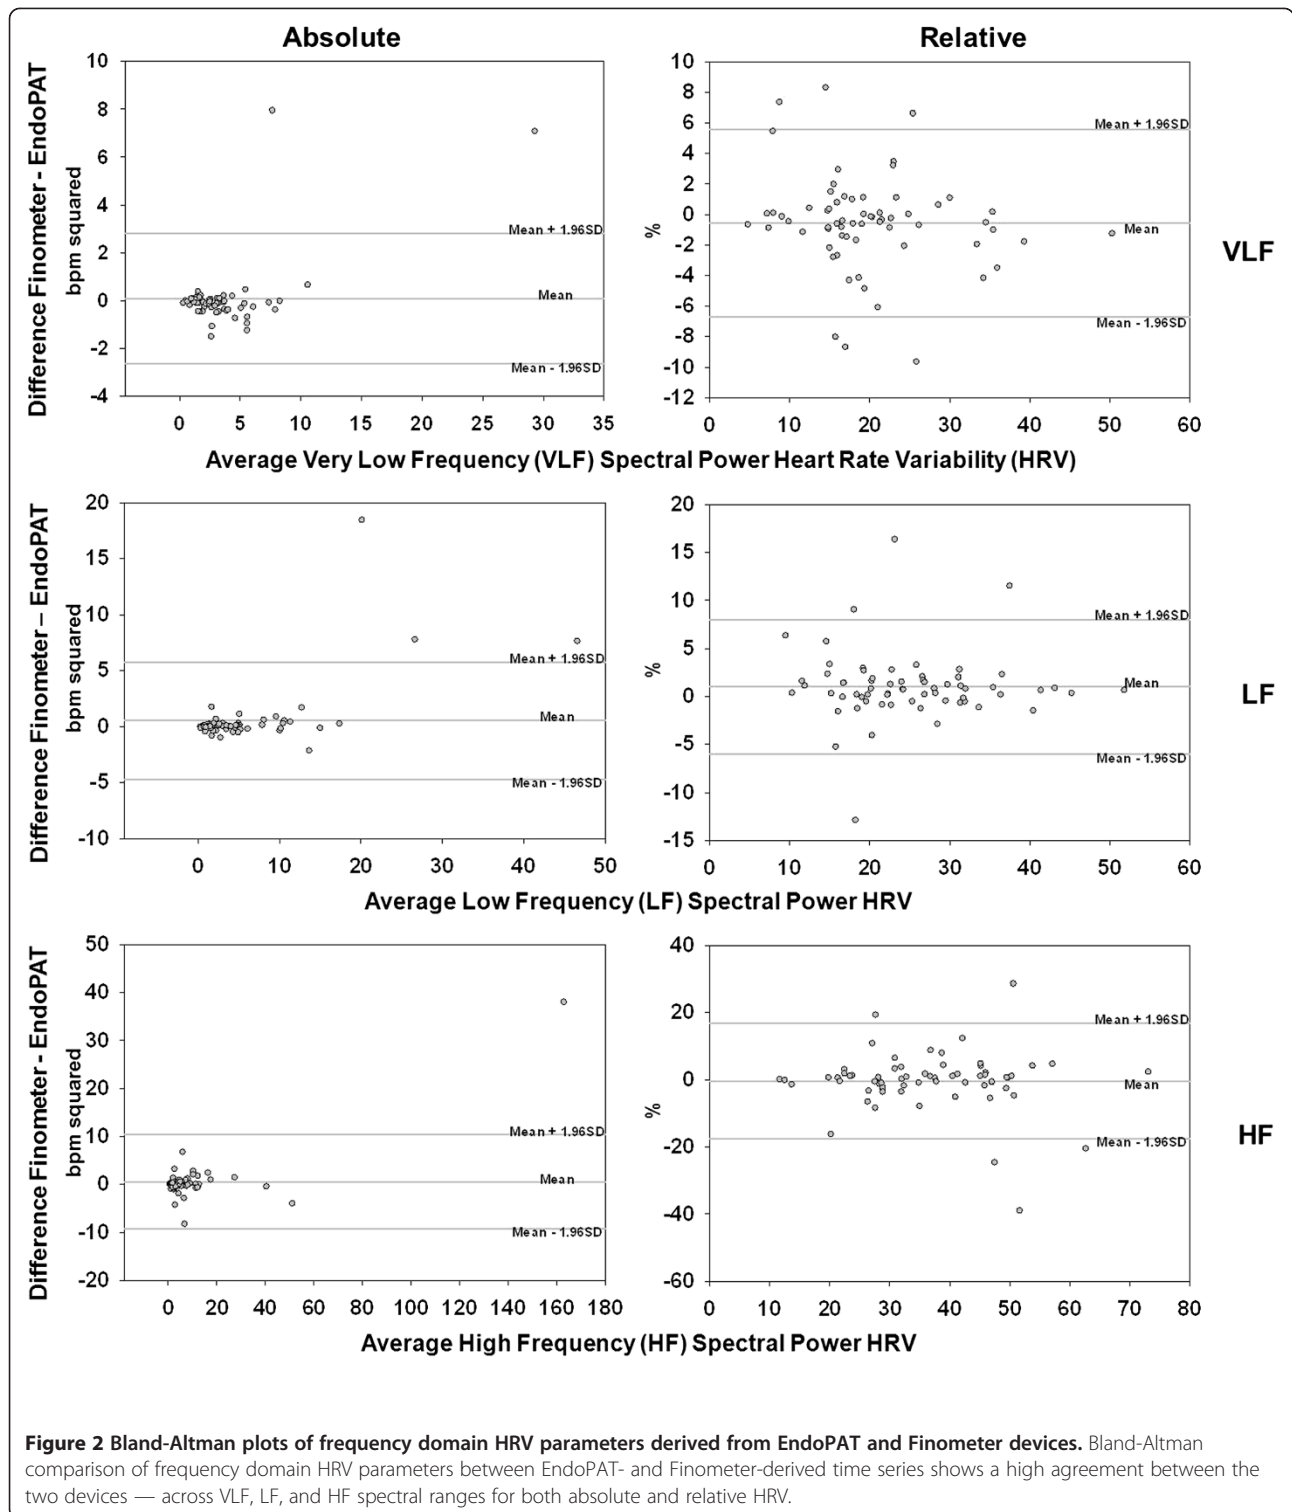 Absolute
Relative
Difference Finometer - EndoPAT
bpm squared
10
8
6
4
2
0
-2
-4
Mean + 1.96SD
Mean
Mean - 1.96SD
0 5 10 15 20 25 30 35
%
10
8
6
4
2
0
-2
-4
-6
-8
-10
-12
Mean + 1.96SD
Mean
Mean - 1.96SD
0 10 20 30 40 50 60
VLF
Average Very Low Frequency (VLF) Spectral Power Heart Rate Variability (HRV)
Difference Finometer – EndoPAT
bpm squared
20
15
10
5
0
-5
-10
Mean + 1.96SD
Mean
Mean - 1.96SD
0 10 20 30 40 50
%
20
15
10
5
0
-5
-10
-15
Mean + 1.96SD
Mean
Mean - 1.96SD
0 10 20 30 40 50 60
LF
Average Low Frequency (LF) Spectral Power HRV
Difference Finometer - EndoPAT
bpm squared
50
40
30
20
10
0
-10
-20
Mean + 1.96SD
Mean
Mean - 1.96SD
0 20 40 60 80 100 120 140 160 180
%
40
20
0
-20
-40
-60
Mean + 1.96SD
Mean
Mean - 1.96SD
0 10 20 30 40 50 60 70 80
HF
Average High Frequency (HF) Spectral Power HRV
Figure 2 Bland-Altman plots of frequency domain HRV parameters derived from EndoPAT and Finometer devices. Bland-Altman
comparison of frequency domain HRV parameters between EndoPAT- and Finometer-derived time series shows a high agreement between the
two devices — across VLF, LF, and HF spectral ranges for both absolute and relative HRV.